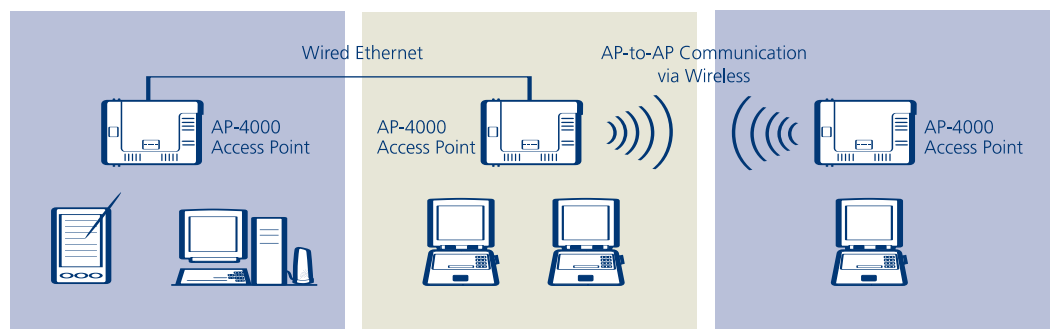 Wired Ethernet
AP-to-AP Communication
via Wireless
AP-4000
Access Point
AP-4000
Access Point
AP-4000
Access Point